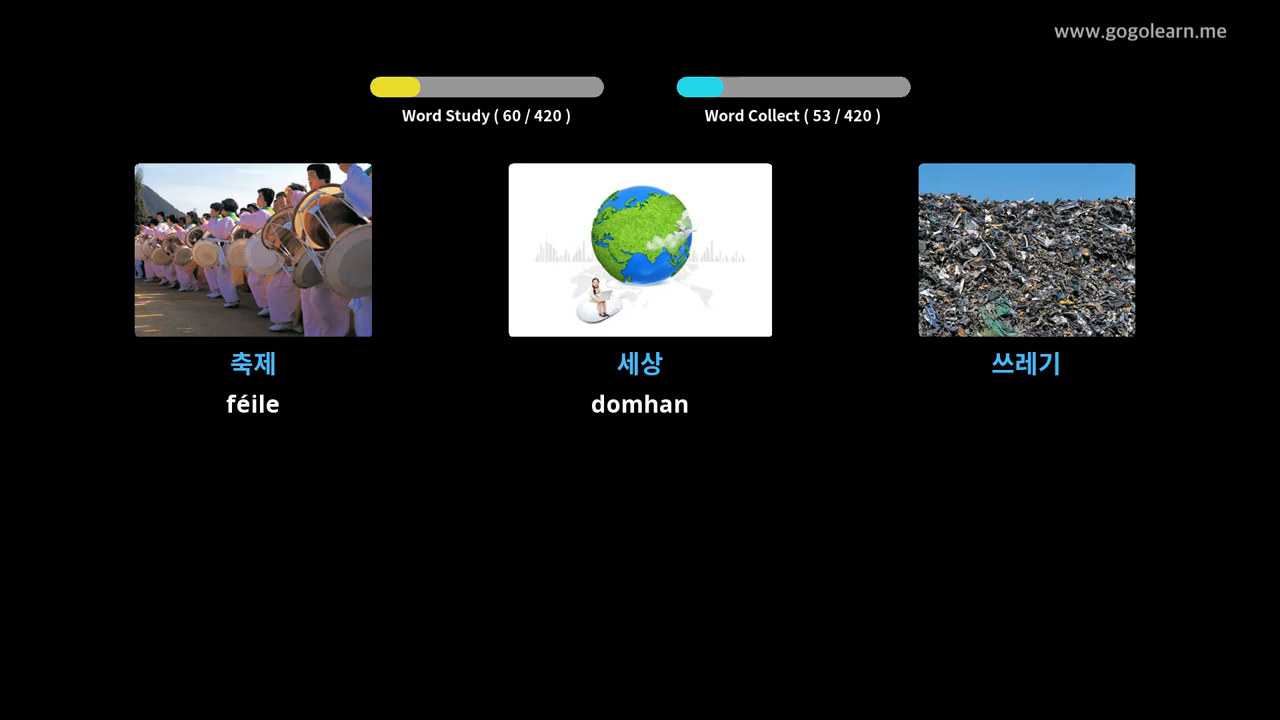 www.gogolearn.me
Word Study ( 60 / 420 )
Word Collect ( 53 / 420 )
축제
세상
쓰레기
féile
domhan